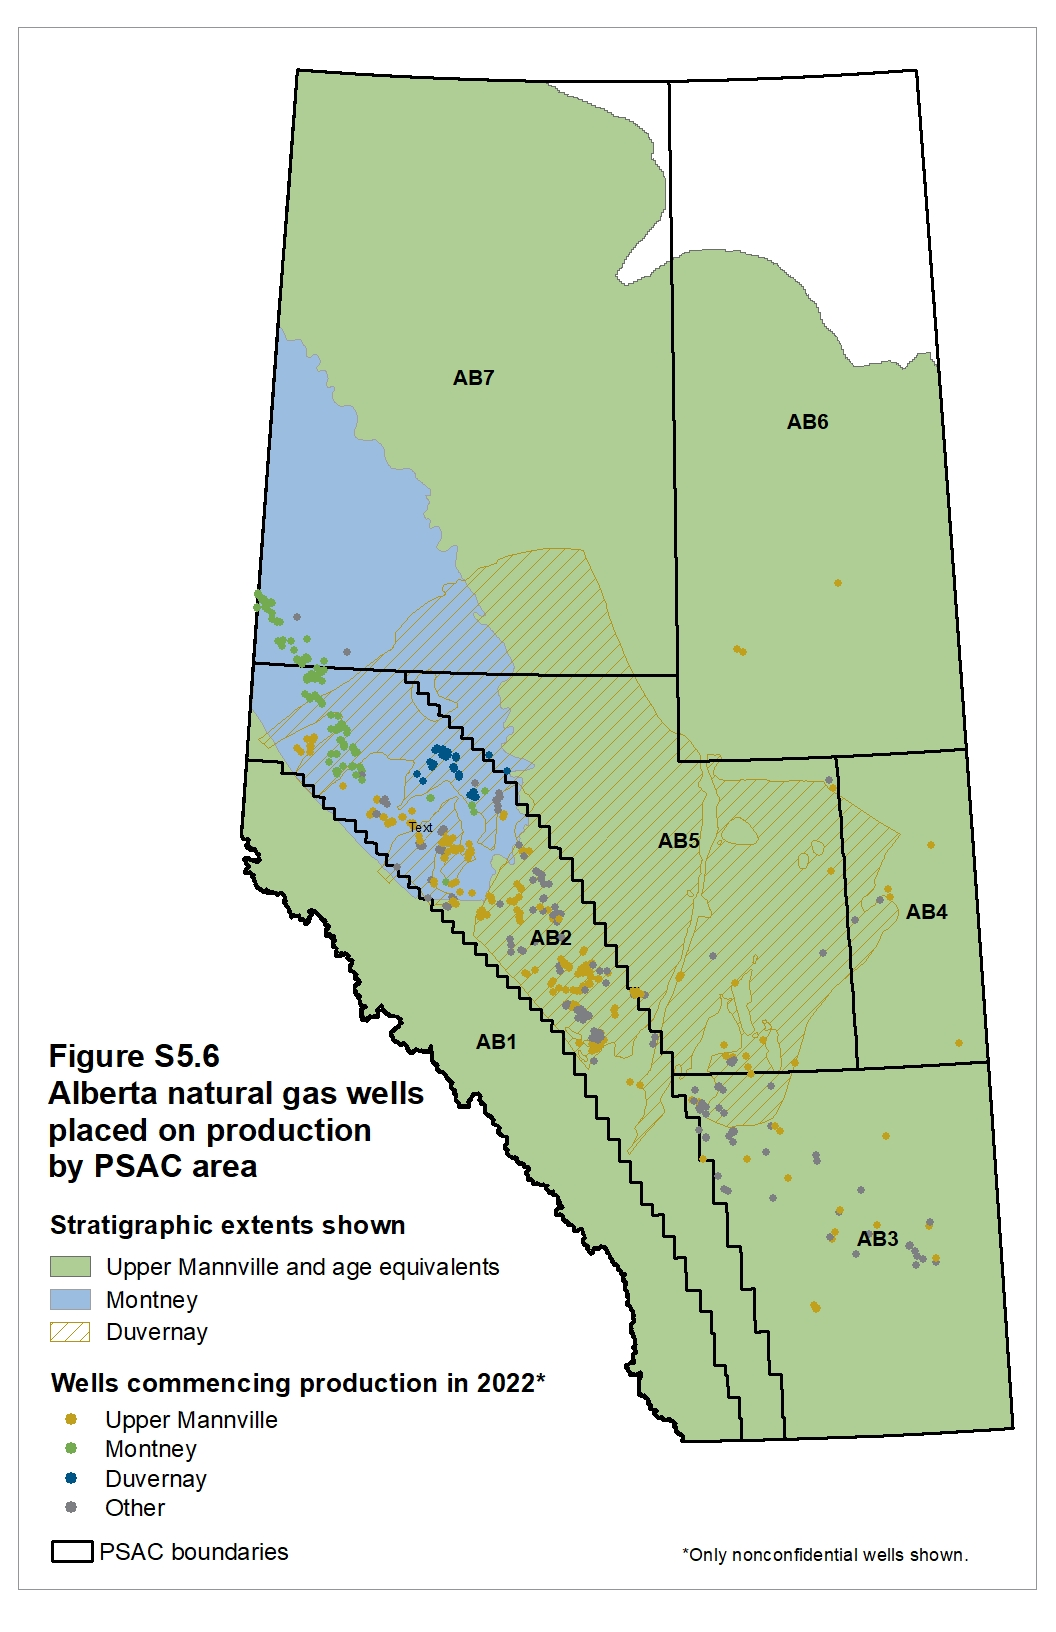 AB7
AB6
Text
AB5
AB4
AB2
AB1
AB3
Figure S5.6
Alberta natural gas wells
placed on production
by PSAC area
Stratigraphic extents shown
Upper Mannville and age equivalents
Montney
Duvernay
Wells commencing production in 2022*
Upper Mannville
Montney
Duvernay
Other
PSAC boundaries
*Only nonconfidential wells shown.